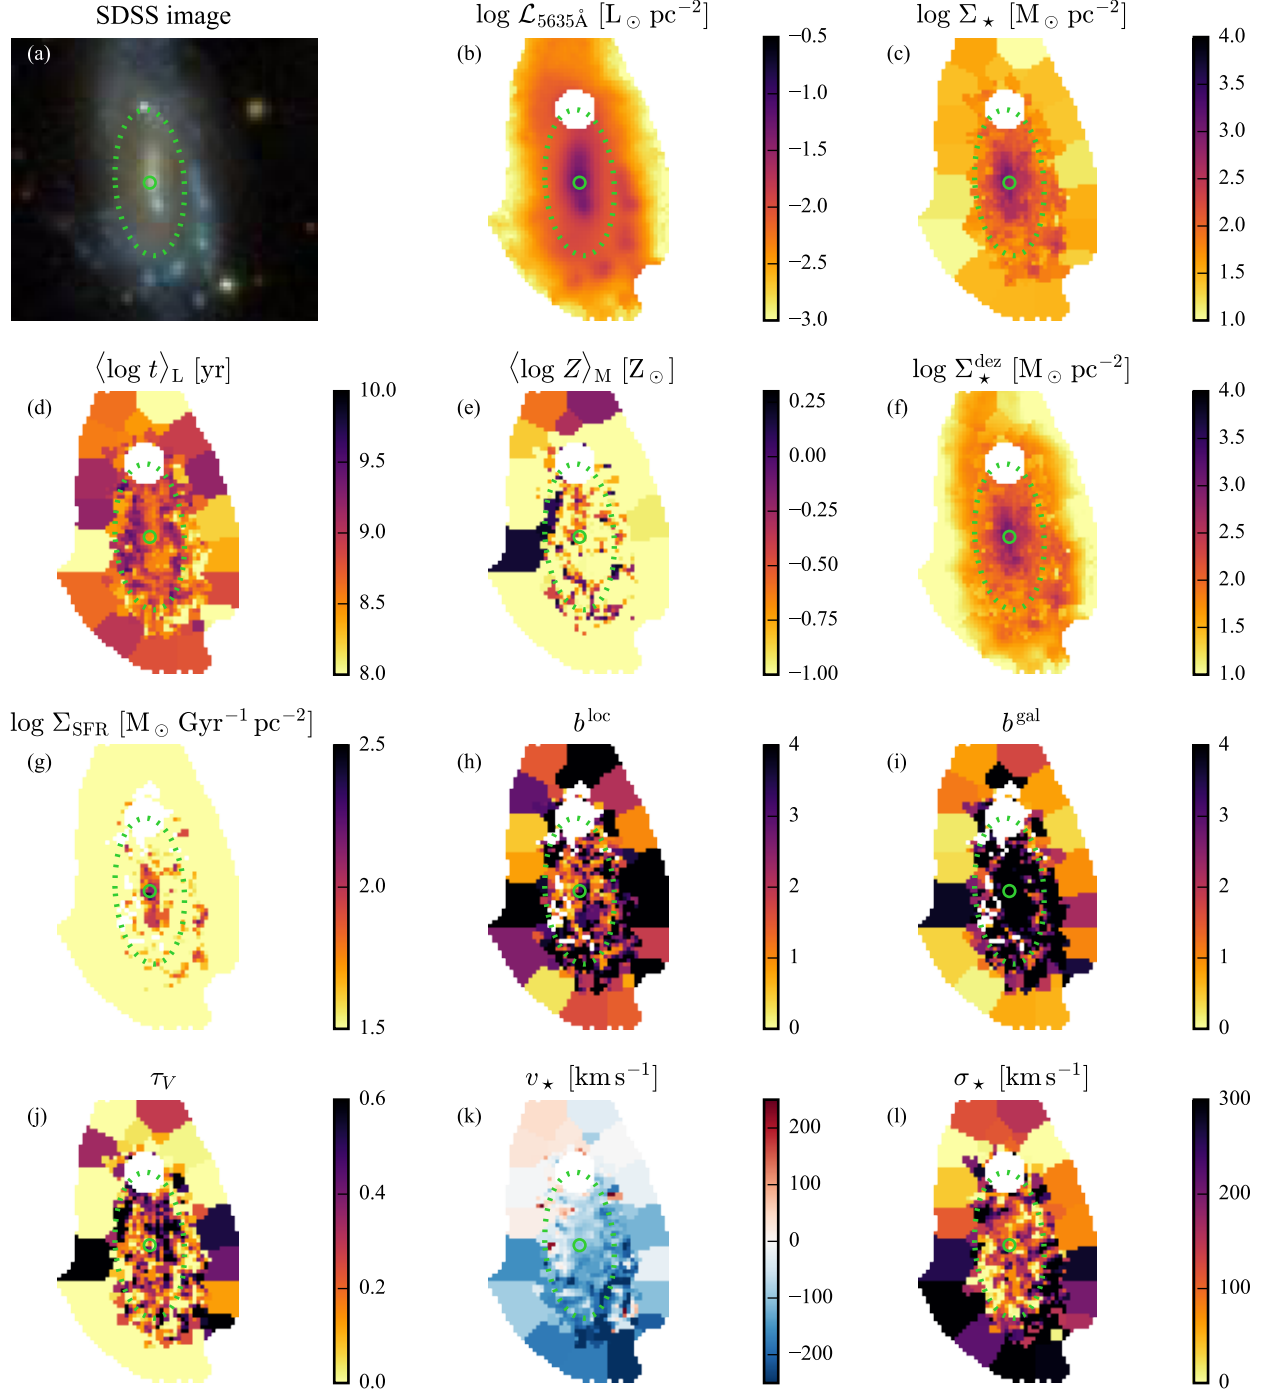 SDSS image
(a)
log ℒ₅₆₃₅Å [L⊙ pc⁻²]
(b)
−0.5
−1.0
−1.5
−2.0
−2.5
−3.0
log Σ⋆ [M⊙ pc⁻²]
(c)
4.0
3.5
3.0
2.5
2.0
1.5
1.0
⟨log t⟩L [yr]
(d)
10.0
9.5
9.0
8.5
8.0
⟨log Z⟩M [Z⊙]
(e)
0.25
0.00
−0.25
−0.50
−0.75
−1.00
log Σ⋆ᵈᵉᶻ [M⊙ pc⁻²]
(f)
4.0
3.5
3.0
2.5
2.0
1.5
1.0
log Σ_SFR [M⊙ Gyr⁻¹ pc⁻²]
(g)
2.5
2.0
1.5
bˡᵒᶜ
(h)
4
3
2
1
0
bᵍᵃˡ
(i)
4
3
2
1
0
τ_V
(j)
0.6
0.4
0.2
0.0
v⋆ [km s⁻¹]
(k)
200
100
0
−100
−200
σ⋆ [km s⁻¹]
(l)
300
200
100
0